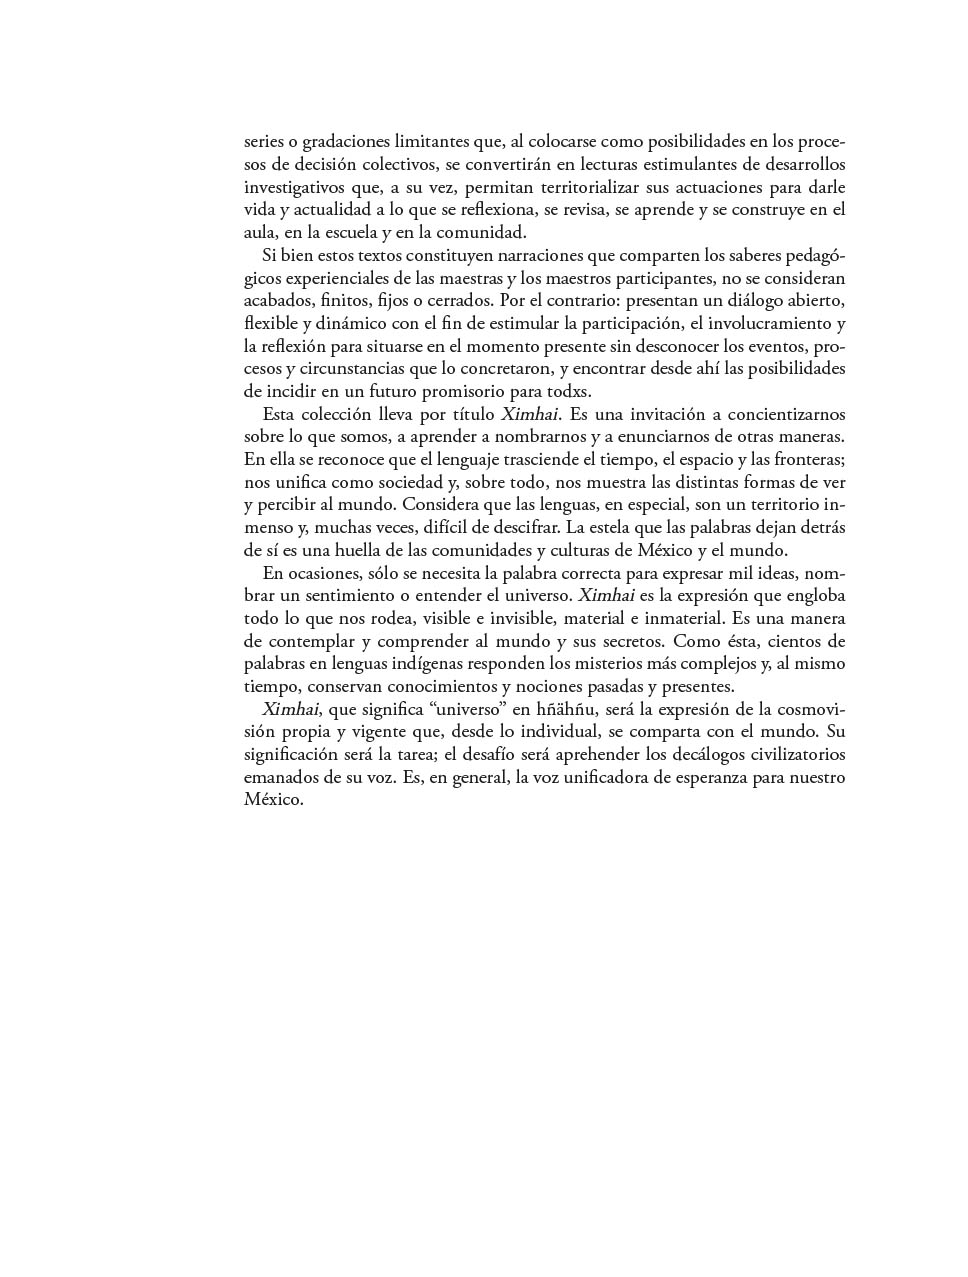 series o gradaciones limitantes que, al colocarse como posibilidades en los proce-
sos de decisión colectivos, se convertirán en lecturas estimulantes de desarrollos
investigativos que, a su vez, permitan territorializar sus actuaciones para darle
vida y actualidad a lo que se reflexiona, se revisa, se aprende y se construye en el
aula, en la escuela y en la comunidad.
Si bien estos textos constituyen narraciones que comparten los saberes pedagó-
gicos experienciales de las maestras y los maestros participantes, no se consideran
acabados, finitos, fijos o cerrados. Por el contrario: presentan un diálogo abierto,
flexible y dinámico con el fin de estimular la participación, el involucramiento y
la reflexión para situarse en el momento presente sin desconocer los eventos, pro-
cesos y circunstancias que lo concretaron, y encontrar desde ahí las posibilidades
de incidir en un futuro promisorio para todxs.
Esta colección lleva por título Ximhai. Es una invitación a concientizarnos
sobre lo que somos, a aprender a nombrarnos y a enunciarnos de otras maneras.
En ella se reconoce que el lenguaje trasciende el tiempo, el espacio y las fronteras;
nos unifica como sociedad y, sobre todo, nos muestra las distintas formas de ver
y percibir al mundo. Considera que las lenguas, en especial, son un territorio in-
menso y, muchas veces, difícil de descifrar. La estela que las palabras dejan detrás
de sí es una huella de las comunidades y culturas de México y el mundo.
En ocasiones, sólo se necesita la palabra correcta para expresar mil ideas, nom-
brar un sentimiento o entender el universo. Ximhai es la expresión que engloba
todo lo que nos rodea, visible e invisible, material e inmaterial. Es una manera
de contemplar y comprender al mundo y sus secretos. Como ésta, cientos de
palabras en lenguas indígenas responden los misterios más complejos y, al mismo
tiempo, conservan conocimientos y nociones pasadas y presentes.
Ximhai, que significa “universo” en hñähñu, será la expresión de la cosmovi-
sión propia y vigente que, desde lo individual, se comparta con el mundo. Su
significación será la tarea; el desafío será aprehender los decálogos civilizatorios
emanados de su voz. Es, en general, la voz unificadora de esperanza para nuestro
México.